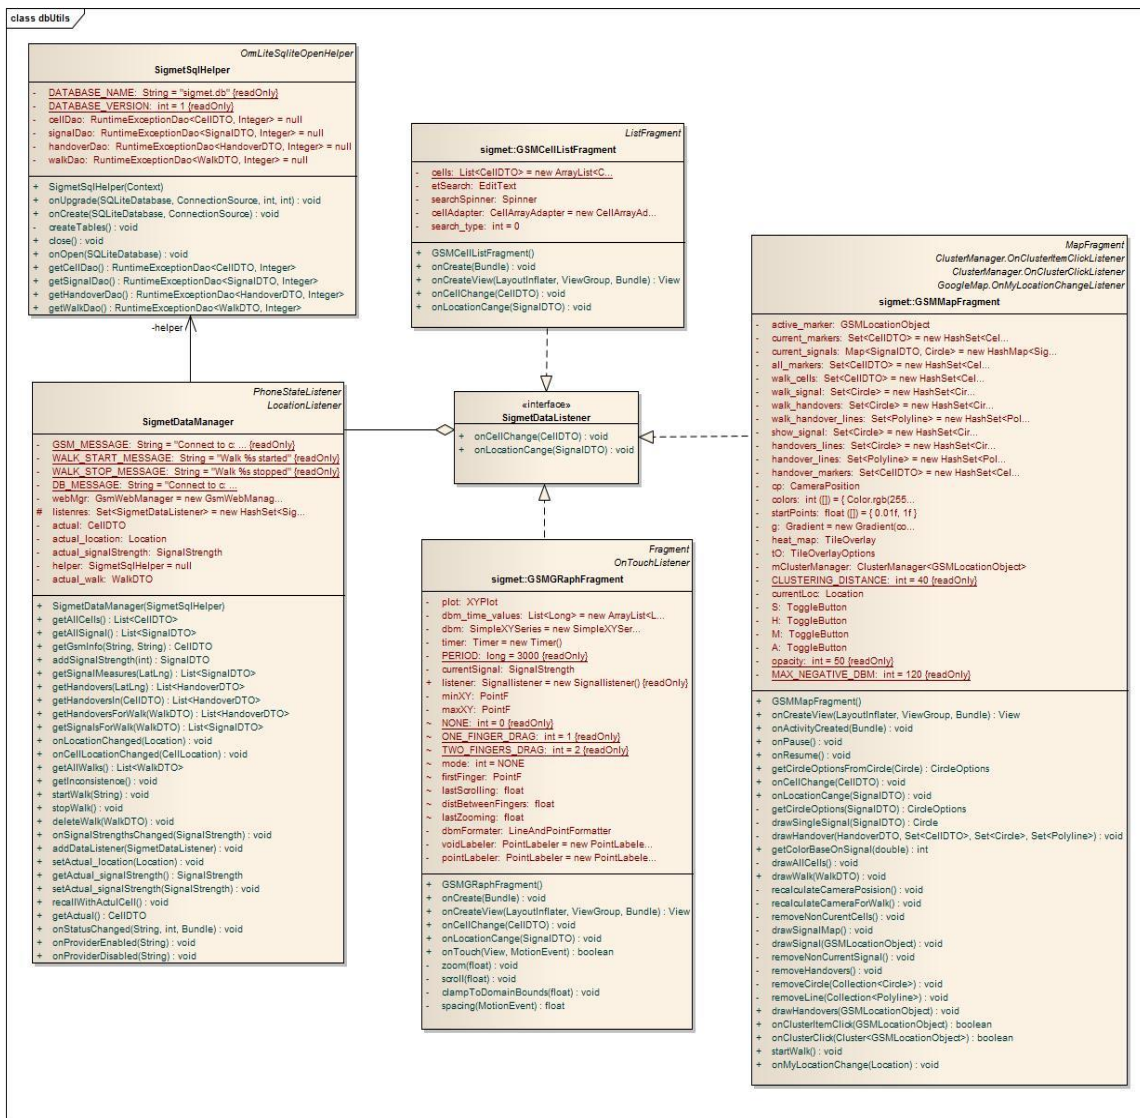 class dbUtils
OrmLiteSqliteOpenHelper
SigmetSqlHelper
- DATABASE_NAME: String = "sigmet.db" {readOnly}
- DATABASE_VERSION: int = 1 {readOnly}
- cellDao: RuntimeExceptionDao<CellDTO, Integer> = null
- signalDao: RuntimeExceptionDao<SignalDTO, Integer> = null
- handoverDao: RuntimeExceptionDao<HandoverDTO, Integer> = null
- walkDao: RuntimeExceptionDao<WalkDTO, Integer> = null
+ SigmetSqlHelper(Context)
+ onUpgrade(SQLiteDatabase, ConnectionSource, int, int) : void
+ onCreate(SQLiteDatabase, ConnectionSource) : void
- createTables() : void
+ close() : void
+ onOpen(SQLiteDatabase) : void
+ getCellDao() : RuntimeExceptionDao<CellDTO, Integer>
+ getSignalDao() : RuntimeExceptionDao<SignalDTO, Integer>
+ getHandoverDao() : RuntimeExceptionDao<HandoverDTO, Integer>
+ getWalkDao() : RuntimeExceptionDao<WalkDTO, Integer>
-helper
PhoneStateListener
LocationListener
SigmetDataManager
- GSM_MESSAGE: String = "Connect to c: ... {readOnly}
- WALK_START_MESSAGE: String = "Walk %s started" {readOnly}
- WALK_STOP_MESSAGE: String = "Walk %s stopped" {readOnly}
- DB_MESSAGE: String = "Connect to c: ...
- webMgr: GsmWebManager = new GsmWebManag...
# listenres: Set<SigmetDataListener> = new HashSet<Sig...
- actual: CellDTO
- actual_location: Location
- actual_signalStrength: SignalStrength
- helper: SigmetSqlHelper = null
- actual_walk: WalkDTO
+ SigmetDataManager(SigmetSqlHelper)
+ getAllCells() : List<CellDTO>
+ getAllSignal() : List<SignalDTO>
+ getGsmInfo(String, String) : CellDTO
+ addSignalStrength(int) : SignalDTO
+ getSignalMeasures(LatLng) : List<SignalDTO>
+ getHandovers(LatLng) : List<HandoverDTO>
+ getHandoversIn(CellDTO) : List<HandoverDTO>
+ getHandoversForWalk(WalkDTO) : List<HandoverDTO>
+ getSignalsForWalk(WalkDTO) : List<SignalDTO>
+ onLocationChanged(Location) : void
+ onCellLocationChanged(CellLocation) : void
+ getAllWalks() : List<WalkDTO>
+ getInconsistence() : void
+ startWalk(String) : void
+ stopWalk() : void
+ deleteWalk(WalkDTO) : void
+ onSignalStrengthsChanged(SignalStrength) : void
+ addDataListener(SigmetDataListener) : void
+ setActual_location(Location) : void
+ getActual_signalStrength() : SignalStrength
+ setActual_signalStrength(SignalStrength) : void
+ recallWithActulCell() : void
+ getActual() : CellDTO
+ onStatusChanged(String, int, Bundle) : void
+ onProviderEnabled(String) : void
+ onProviderDisabled(String) : void
ListFragment
sigmet::GSMCellListFragment
- cells: List<CellDTO> = new ArrayList<C...
- etSearch: EditText
- searchSpinner: Spinner
- cellAdapter: CellArrayAdapter = new CellArrayAd...
- search_type: int = 0
+ GSMCellListFragment()
+ onCreate(Bundle) : void
+ onCreateView(LayoutInflater, ViewGroup, Bundle) : View
+ onCellChange(CellDTO) : void
+ onLocationCange(SignalDTO) : void
«interface»
SigmetDataListener
+ onCellChange(CellDTO) : void
+ onLocationCange(SignalDTO) : void
Fragment
OnTouchListener
sigmet::GSMGRaphFragment
- plot: XYPlot
- dbm_time_values: List<Long> = new ArrayList<L...
- dbm: SimpleXYSeries = new SimpleXYSer...
- timer: Timer = new Timer()
- PERIOD: long = 3000 {readOnly}
- currentSignal: SignalStrength
+ listener: Signallistener = new Signallistener() {readOnly}
- minXY: PointF
- maxXY: PointF
~ NONE: int = 0 {readOnly}
~ ONE_FINGER_DRAG: int = 1 {readOnly}
~ TWO_FINGERS_DRAG: int = 2 {readOnly}
~ mode: int = NONE
~ firstFinger: PointF
~ lastScrolling: float
~ distBetweenFingers: float
~ lastZooming: float
- dbmFormater: LineAndPointFormatter
- voidLabeler: PointLabeler = new PointLabele...
- pointLabeler: PointLabeler = new PointLabele...
+ GSMGRaphFragment()
+ onCreate(Bundle) : void
+ onCreateView(LayoutInflater, ViewGroup, Bundle) : View
+ onCellChange(CellDTO) : void
+ onLocationCange(SignalDTO) : void
+ onTouch(View, MotionEvent) : boolean
- zoom(float) : void
- scroll(float) : void
- clampToDomainBounds(float) : void
- spacing(MotionEvent) : float
MapFragment
ClusterManager.OnClusterItemClickListener
ClusterManager.OnClusterClickListener
GoogleMap.OnMyLocationChangeListener
sigmet::GSMMapFragment
- active_marker: GSMLocationObject
- current_markers: Set<CellDTO> = new HashSet<Cel...
- current_signals: Map<SignalDTO, Circle> = new HashMap<Sig...
- all_markers: Set<CellDTO> = new HashSet<Cel...
- walk_cells: Set<CellDTO> = new HashSet<Cel...
- walk_signal: Set<Circle> = new HashSet<Cir...
- walk_handovers: Set<Circle> = new HashSet<Cir...
- walk_handover_lines: Set<Polyline> = new HashSet<Pol...
- show_signal: Set<Circle> = new HashSet<Cir...
- handovers_lines: Set<Circle> = new HashSet<Cir...
- handover_lines: Set<Polyline> = new HashSet<Pol...
- handover_markers: Set<CellDTO> = new HashSet<Cel...
- cp: CameraPosition
- colors: int ([]) = { Color.rgb(255...
- startPoints: float ([]) = { 0.01f, 1f }
- g: Gradient = new Gradient(co...
- heat_map: TileOverlay
- tO: TileOverlayOptions
- mClusterManager: ClusterManager<GSMLocationObject>
- CLUSTERING_DISTANCE: int = 40 {readOnly}
- currentLoc: Location
- S: ToggleButton
- H: ToggleButton
- M: ToggleButton
- A: ToggleButton
- opacity: int = 50 {readOnly}
- MAX_NEGATIVE_DBM: int = 120 {readOnly}
+ GSMMapFragment()
+ onCreateView(LayoutInflater, ViewGroup, Bundle) : View
+ onActivityCreated(Bundle) : void
+ onPause() : void
+ onResume() : void
+ getCircleOptionsFromCircle(Circle) : CircleOptions
+ onCellChange(CellDTO) : void
+ onLocationCange(SignalDTO) : void
- getCircleOptions(SignalDTO) : CircleOptions
- drawSingleSignal(SignalDTO) : Circle
- drawHandover(HandoverDTO, Set<CellDTO>, Set<Circle>, Set<Polyline>) : void
+ getColorBaseOnSignal(double) : int
- drawAllCells() : void
+ drawWalk(WalkDTO) : void
- recalculateCameraPosision() : void
- recalculateCameraForWalk() : void
- removeNonCurentCells() : void
- drawSignalMap() : void
- drawSignal(GSMLocationObject) : void
- removeNonCurrentSignal() : void
- removeHandovers() : void
- removeCircle(Collection<Circle>) : void
- removeLine(Collection<Polyline>) : void
+ drawHandovers(GSMLocationObject) : void
+ onClusterItemClick(GSMLocationObject) : boolean
+ onClusterClick(Cluster<GSMLocationObject>) : boolean
+ startWalk() : void
+ onMyLocationChange(Location) : void